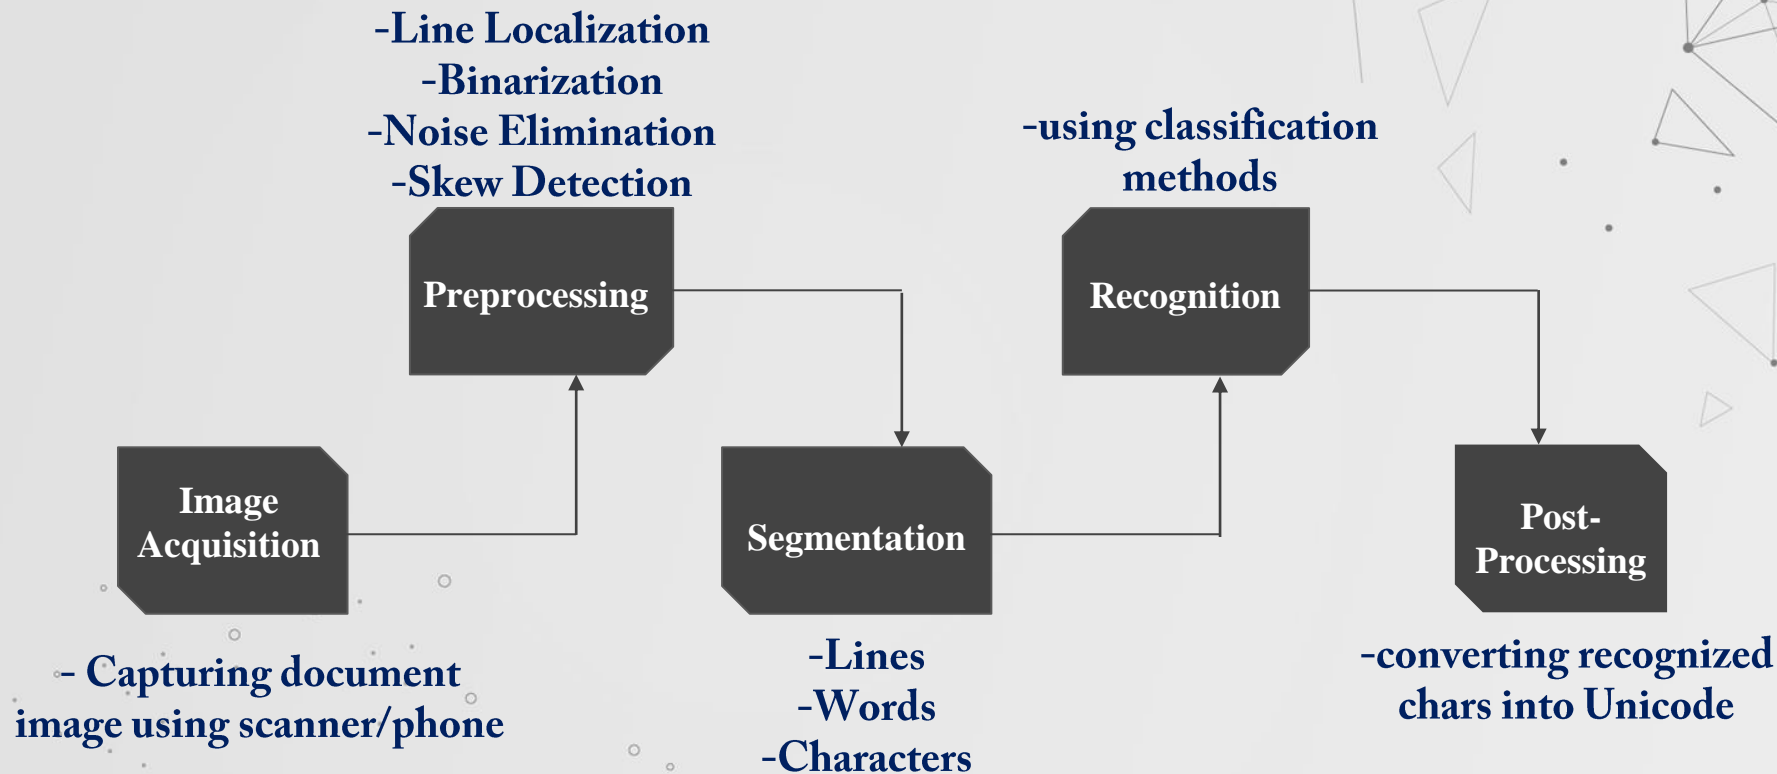 -Line Localization
-Binarization
-Noise Elimination
-Skew Detection
-using classification
methods
Preprocessing
Recognition
Image
Acquisition
Segmentation
Post-
Processing
- Capturing document
image using scanner/phone
-Lines
-Words
-Characters
-converting recognized
chars into Unicode